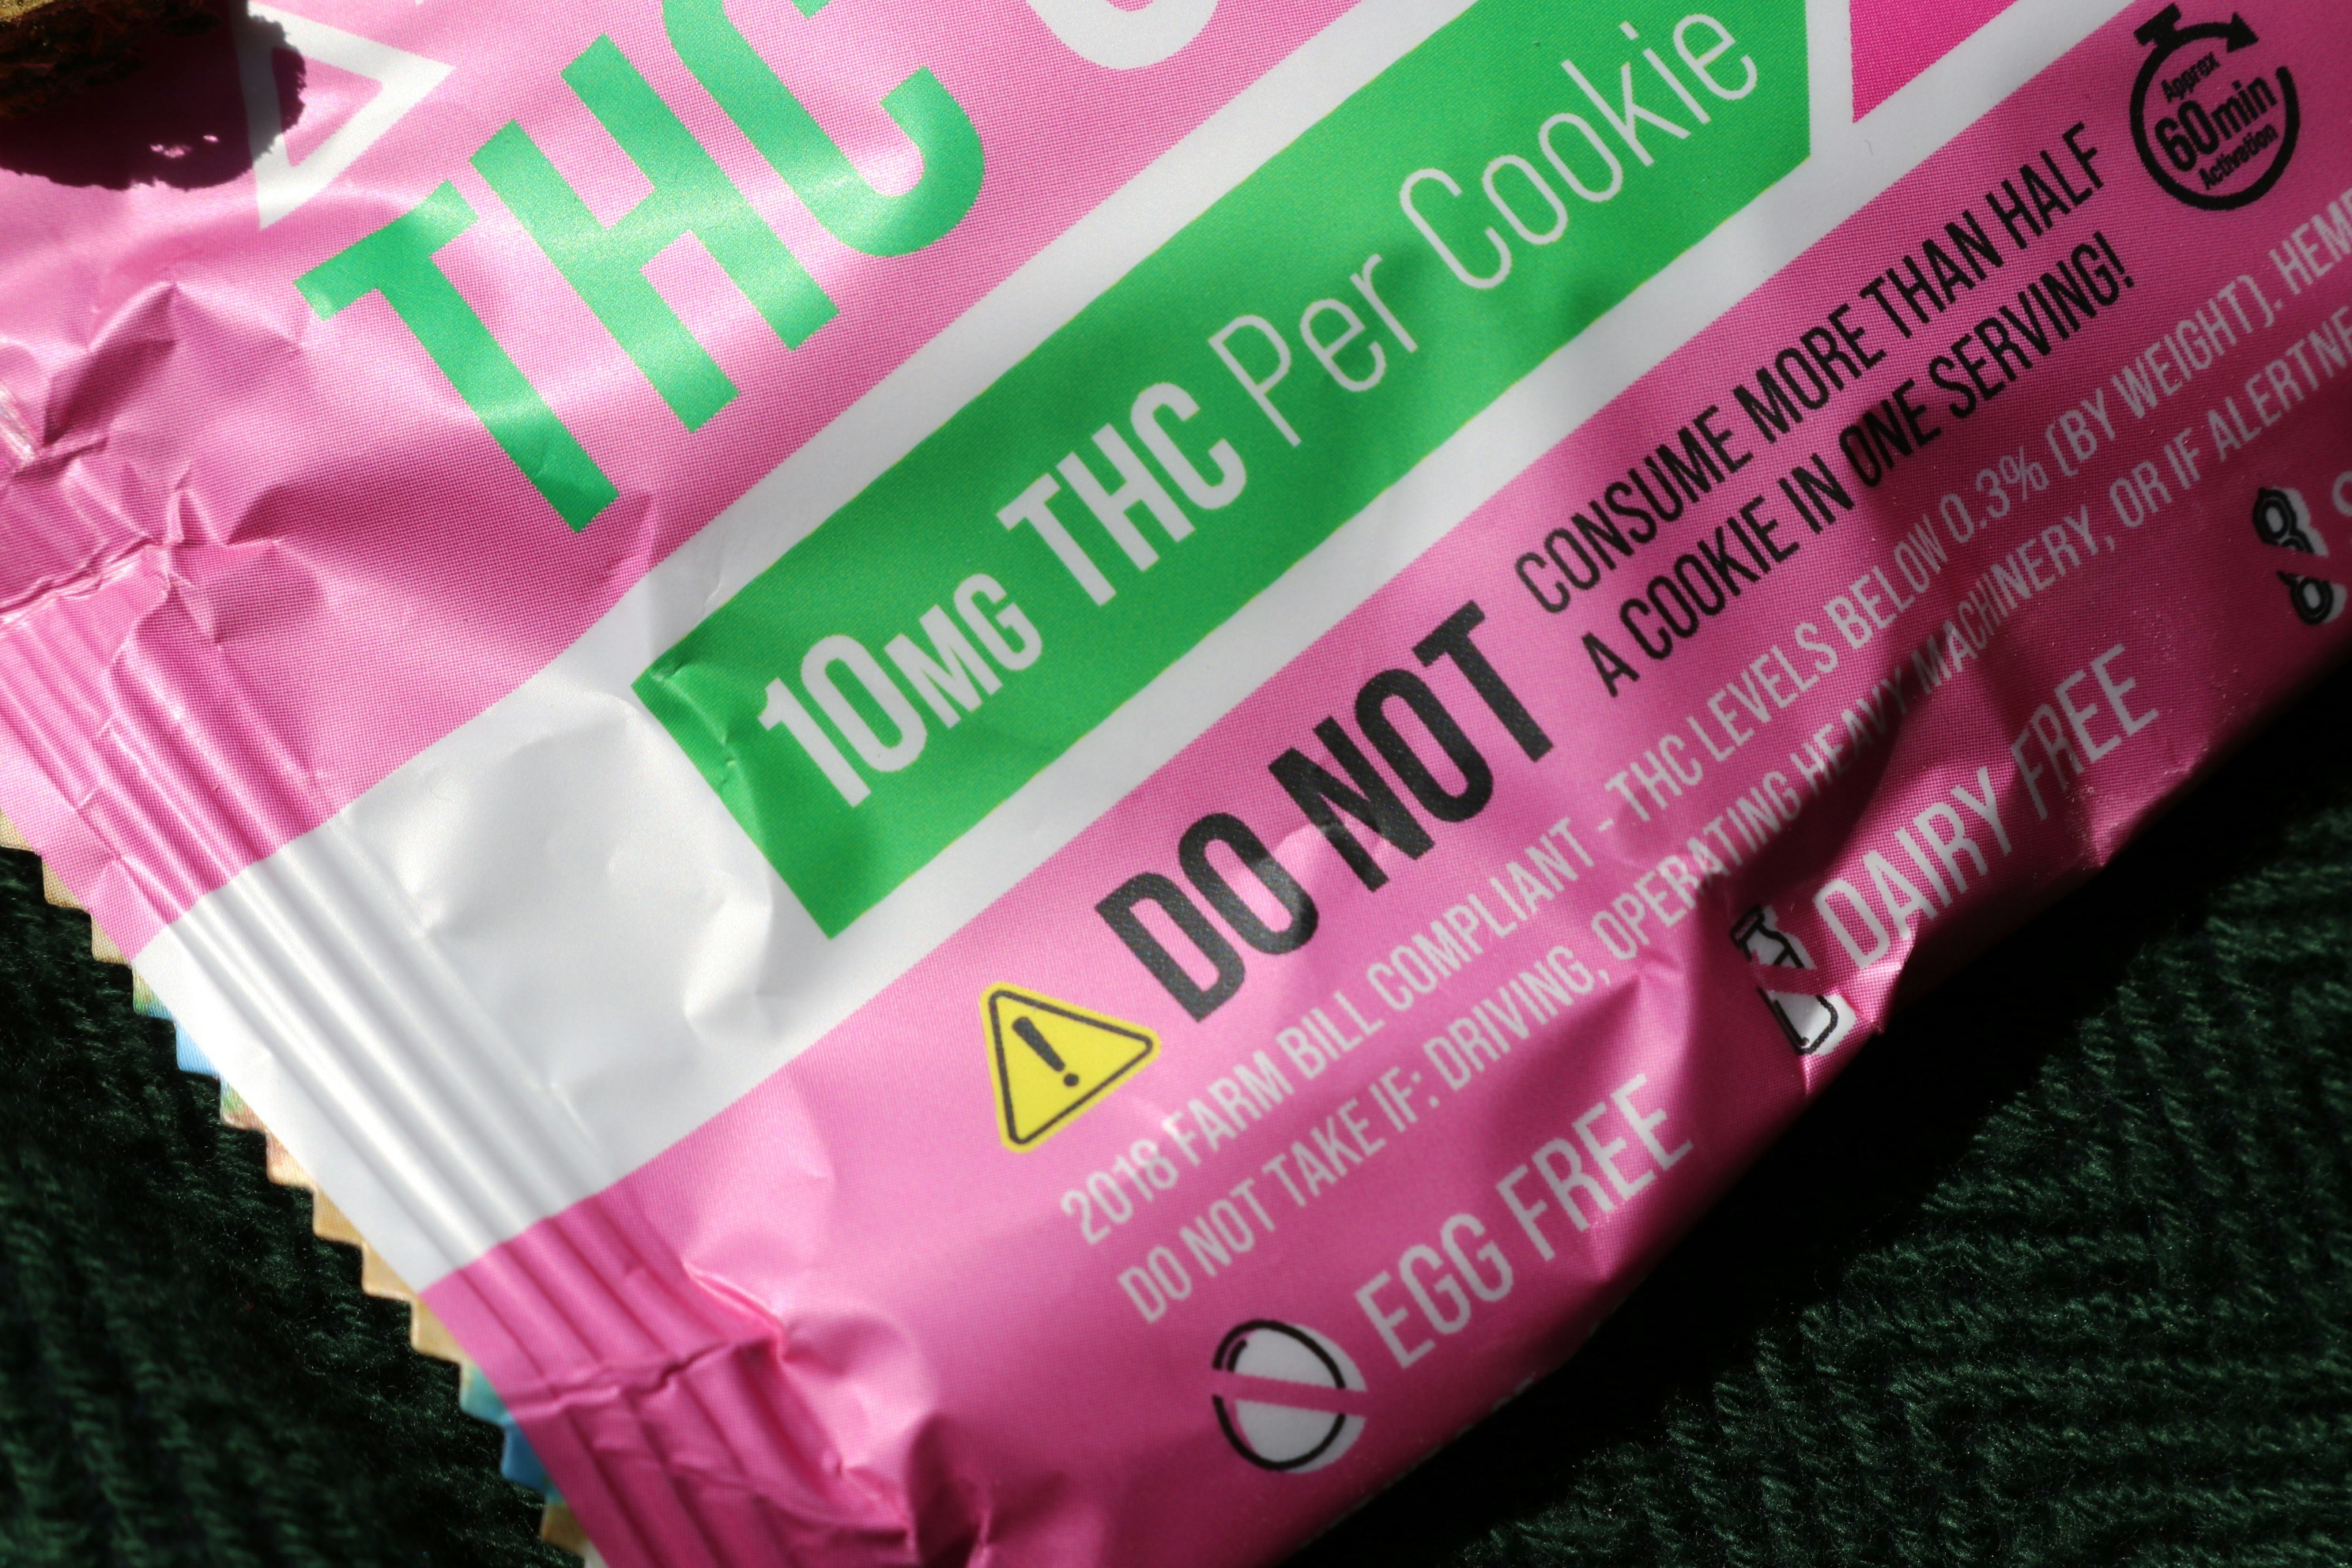 THC
10MG THC Per Cookie
Approx
60min
Activation
DO NOT
CONSUME MORE THAN HALF
A COOKIE IN ONE SERVING!
2018 FARM BILL COMPLIANT - THC LEVELS BELOW 0.3% (BY WEIGHT). HEM
DO NOT TAKE IF: DRIVING, OPERATING HEAVY MACHINERY, OR IF ALERTNE
EGG FREE
DAIRY FREE